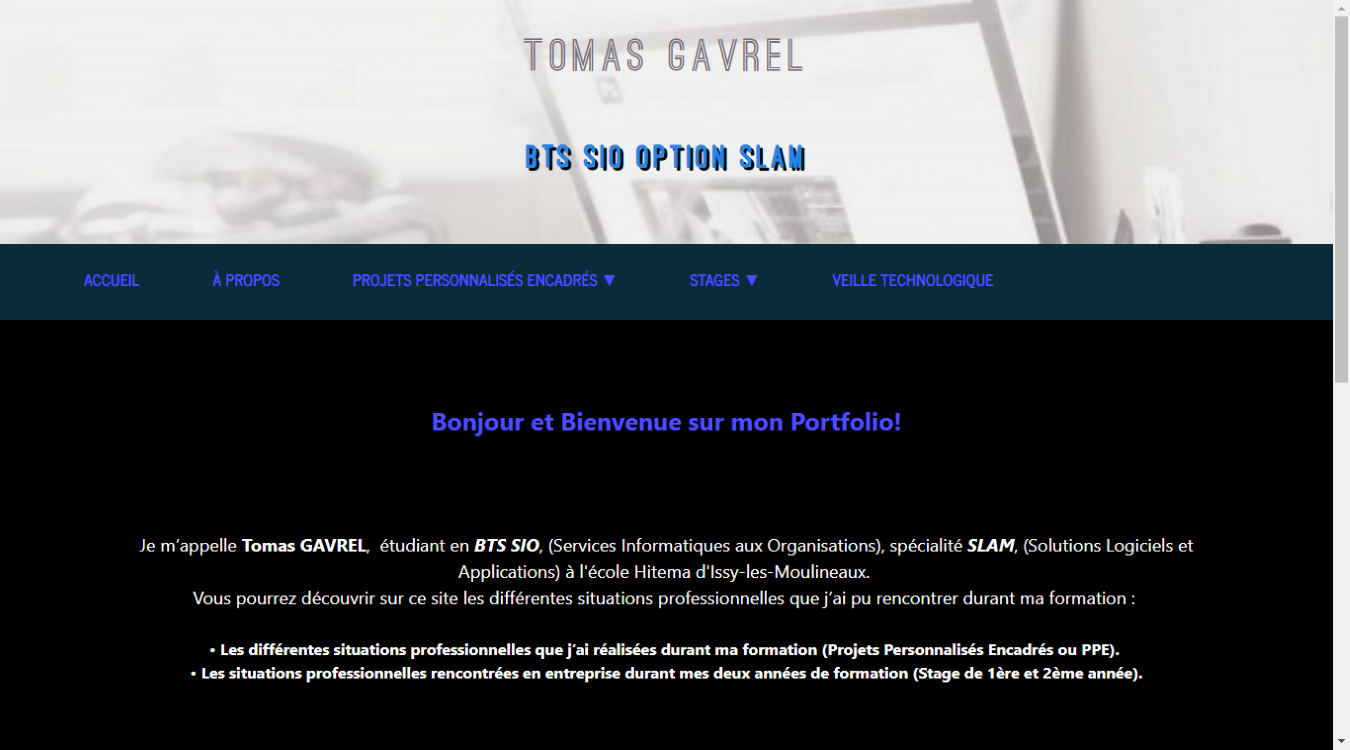 TOMAS GAVREL
BTS SIO OPTION SLAM
ACCUEIL À PROPOS PROJETS PERSONNALISÉS ENCADRÉS ▼ STAGES ▼ VEILLE TECHNOLOGIQUE
Bonjour et Bienvenue sur mon Portfolio!
Je m’appelle Tomas GAVREL,  étudiant en BTS SIO, (Services Informatiques aux Organisations), spécialité SLAM, (Solutions Logiciels et
Applications) à l'école Hitema d'Issy-les-Moulineaux.
Vous pourrez découvrir sur ce site les différentes situations professionnelles que j’ai pu rencontrer durant ma formation :
• Les différentes situations professionnelles que j’ai réalisées durant ma formation (Projets Personnalisés Encadrés ou PPE).
• Les situations professionnelles rencontrées en entreprise durant mes deux années de formation (Stage de 1ère et 2ème année).